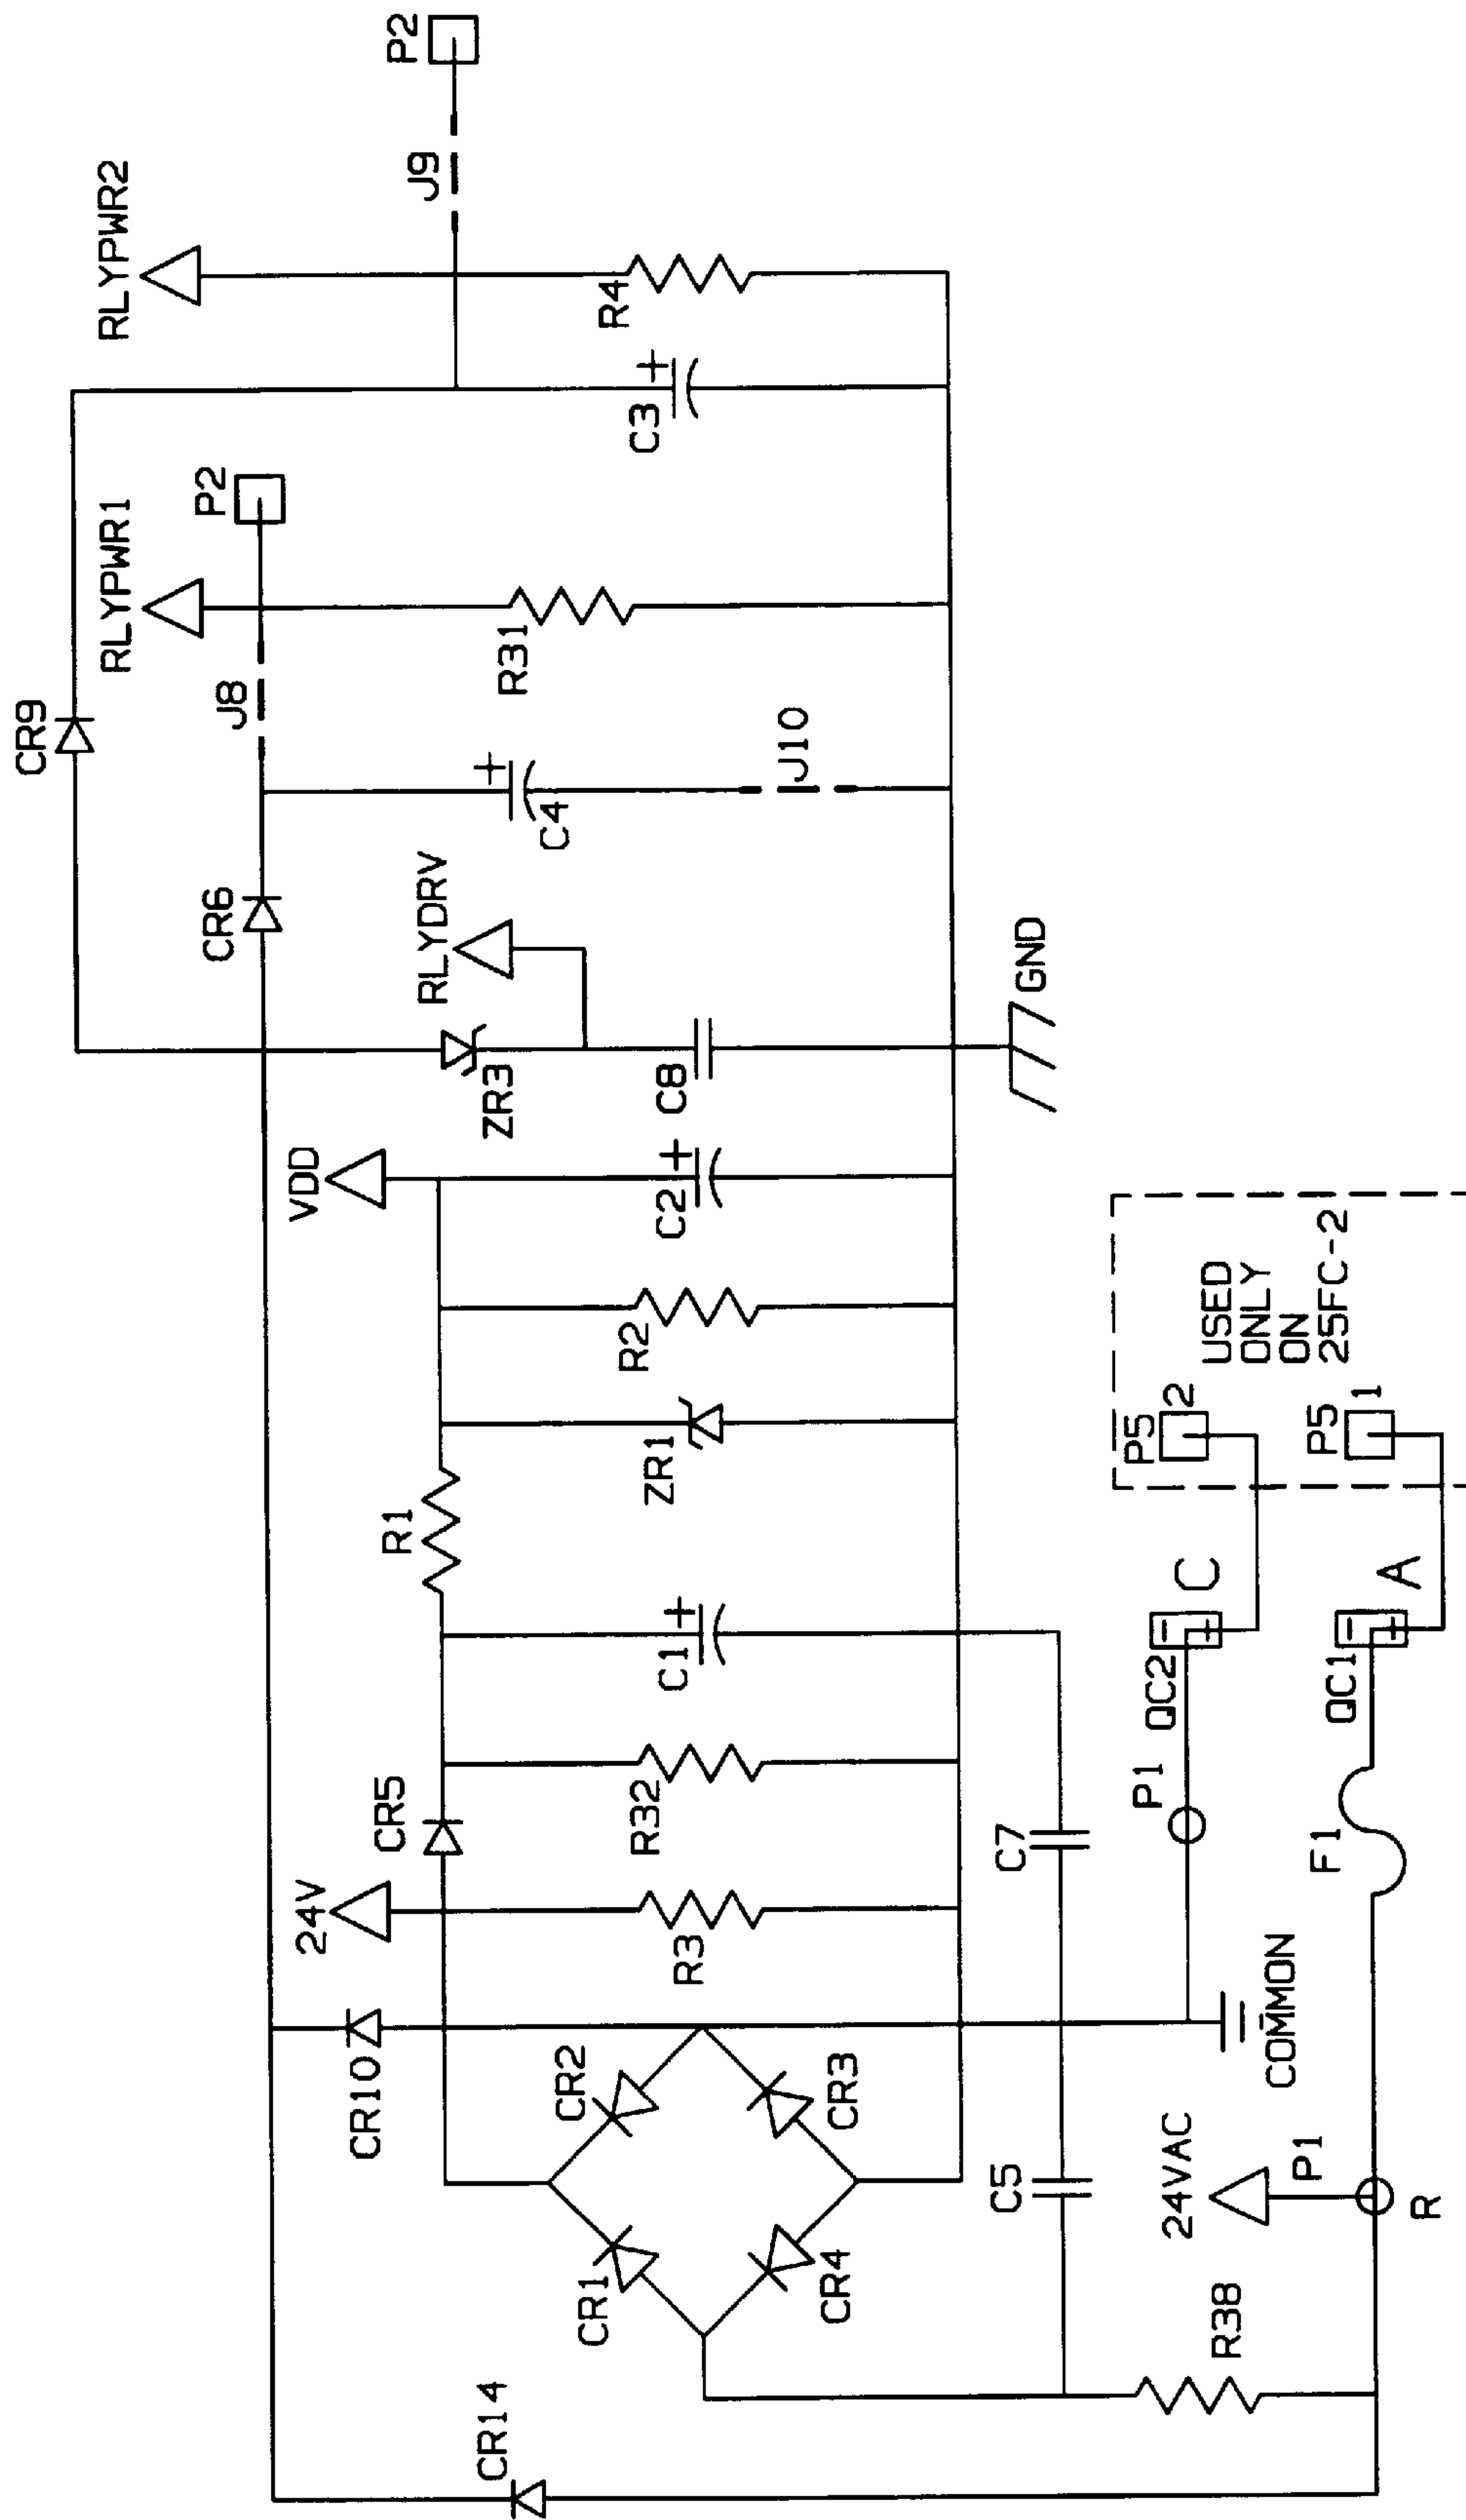 CR9
RLYPWR2
P2
J9
RLYPWR1
P2
J8
CR6
R4
C3
R31
J10
C4
RLYDRV
ZR3
C8
GND
VDD
C2
R2
ZR1
R1
C1
CR5
R32
24V
R3
C7
CR10
CR2
CR3
CR1
CR4
C5
CR14
R38
24VAC
P1
R
COMMON
F1
P1
QC2
C
QC1
A
P5
2
P5
1
USED
ONLY
ON
25FC-2